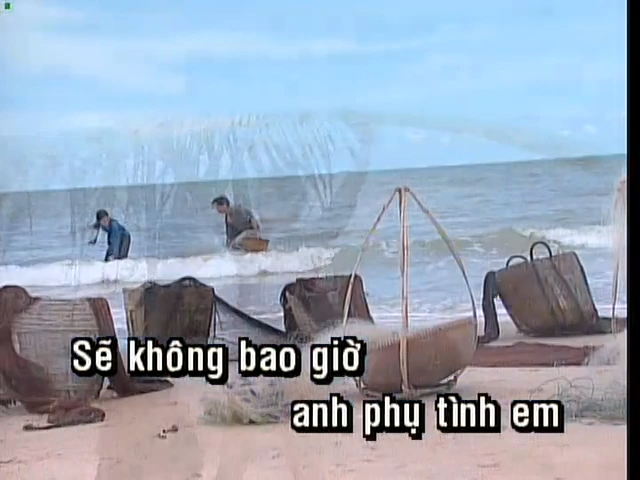 Sẽ không bao giờ
anh phụ tình em